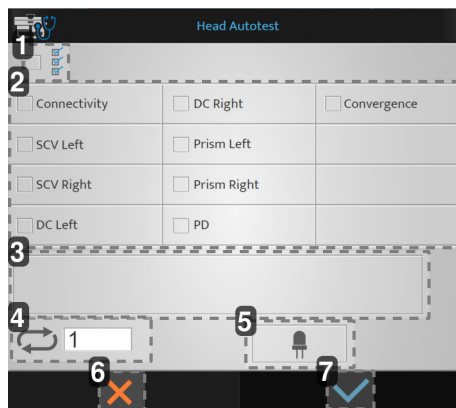 Head Autotest
1
2
Connectivity DC Right Convergence
SCV Left Prism Left
SCV Right Prism Right
DC Left PD
3
4 5
1
6 7